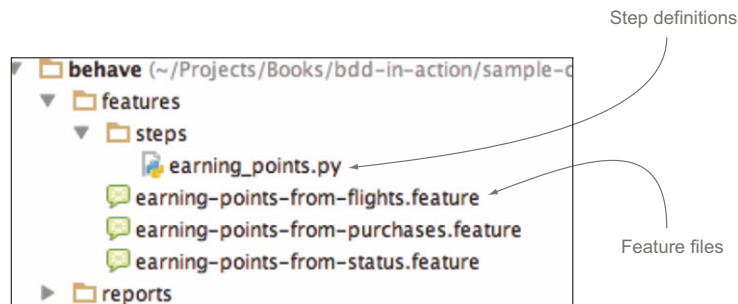 Step definitions
behave (~/Projects/Books/bdd-in-action/sample-c
features
steps
earning_points.py
earning-points-from-flights.feature
earning-points-from-purchases.feature
earning-points-from-status.feature
Feature files
reports